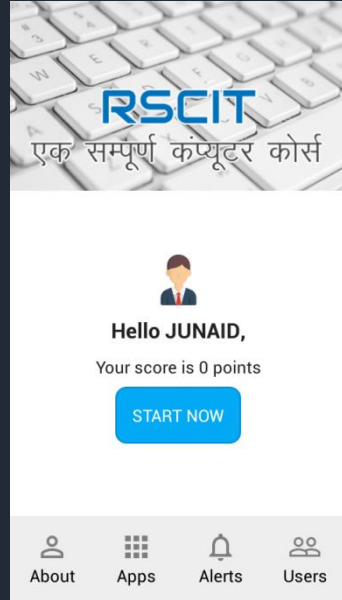 RSCIT
एक सम्पूर्ण कंप्यूटर कोर्स
Hello JUNAID,
Your score is 0 points
START NOW
About Apps Alerts Users